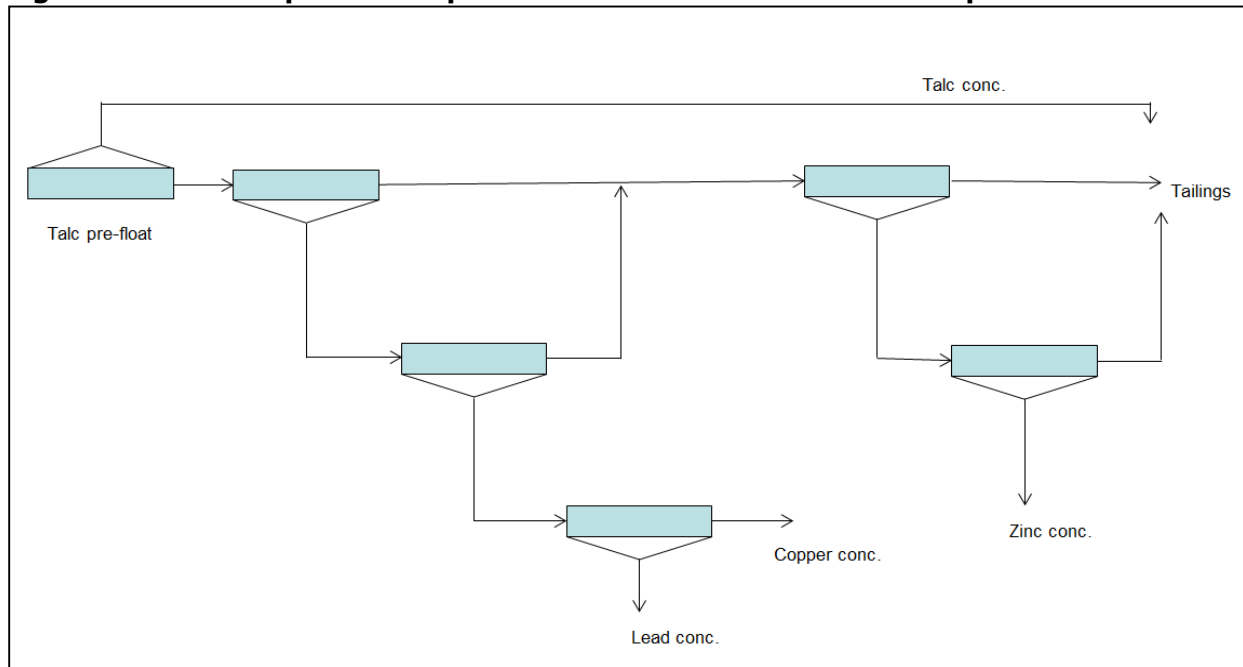 Talc conc.
Tailings
Talc pre-float
Zinc conc.
Copper conc.
Lead conc.